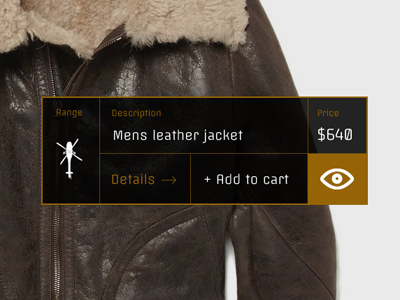 Range
Description
Price
Mens leather jacket
$640
Details →
+ Add to cart